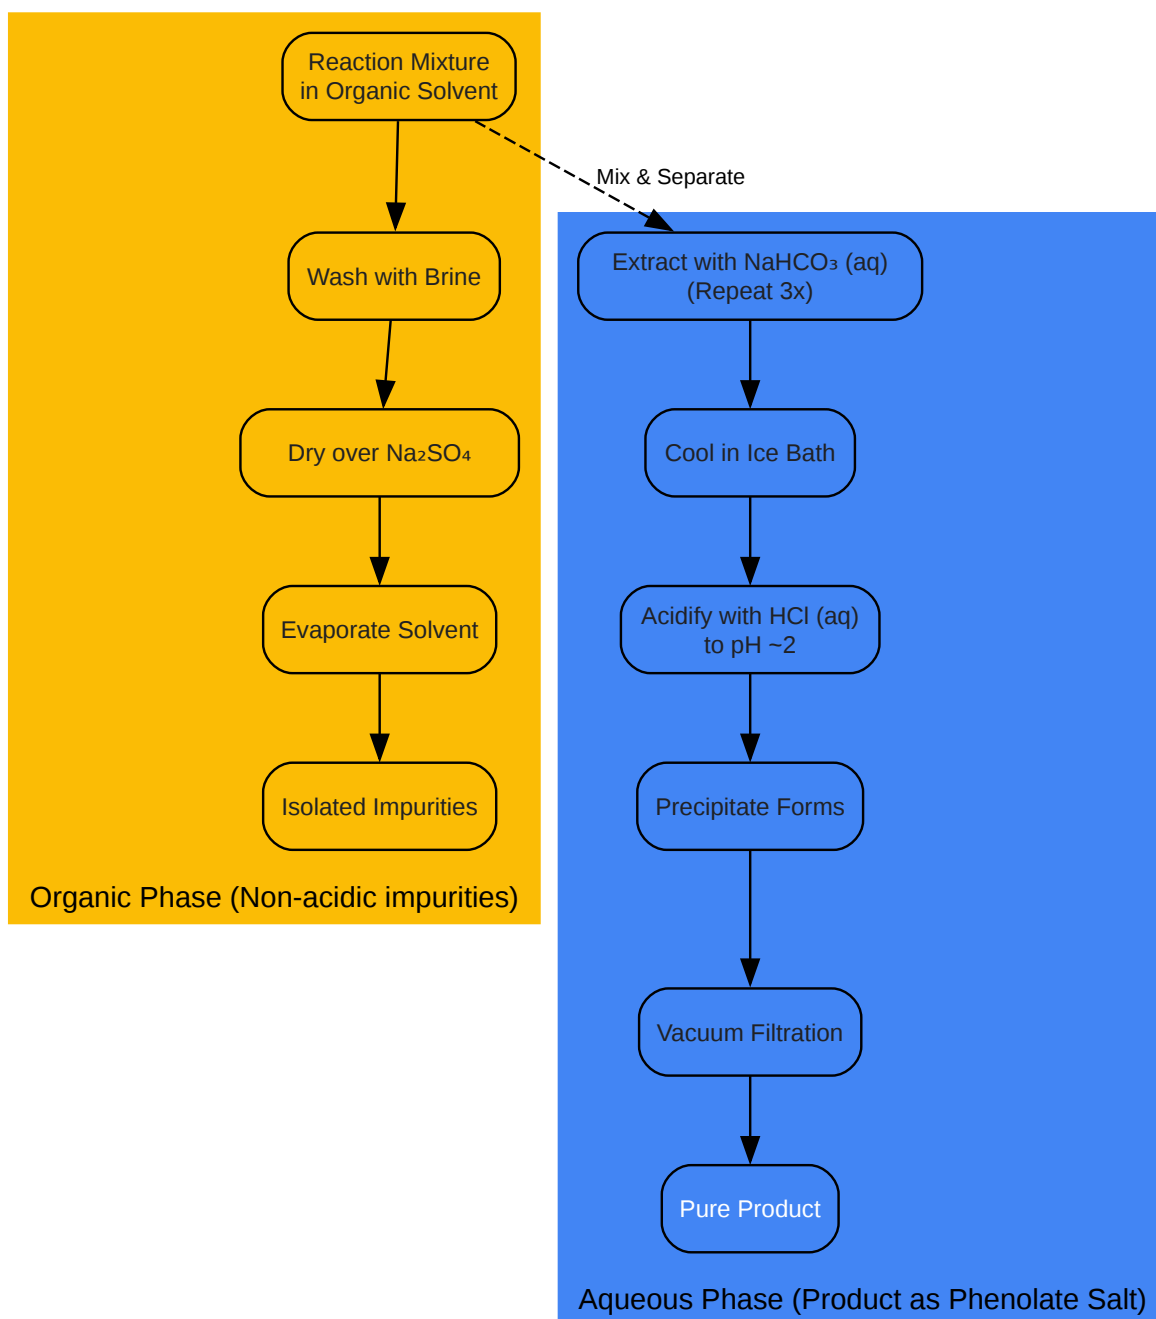 Reaction Mixture
in Organic Solvent
Mix & Separate
Wash with Brine
Dry over Na₂SO₄
Evaporate Solvent
Isolated Impurities
Organic Phase (Non-acidic impurities)
Extract with NaHCO₃ (aq)
(Repeat 3x)
Cool in Ice Bath
Acidify with HCl (aq)
to pH ~2
Precipitate Forms
Vacuum Filtration
Pure Product
Aqueous Phase (Product as Phenolate Salt)